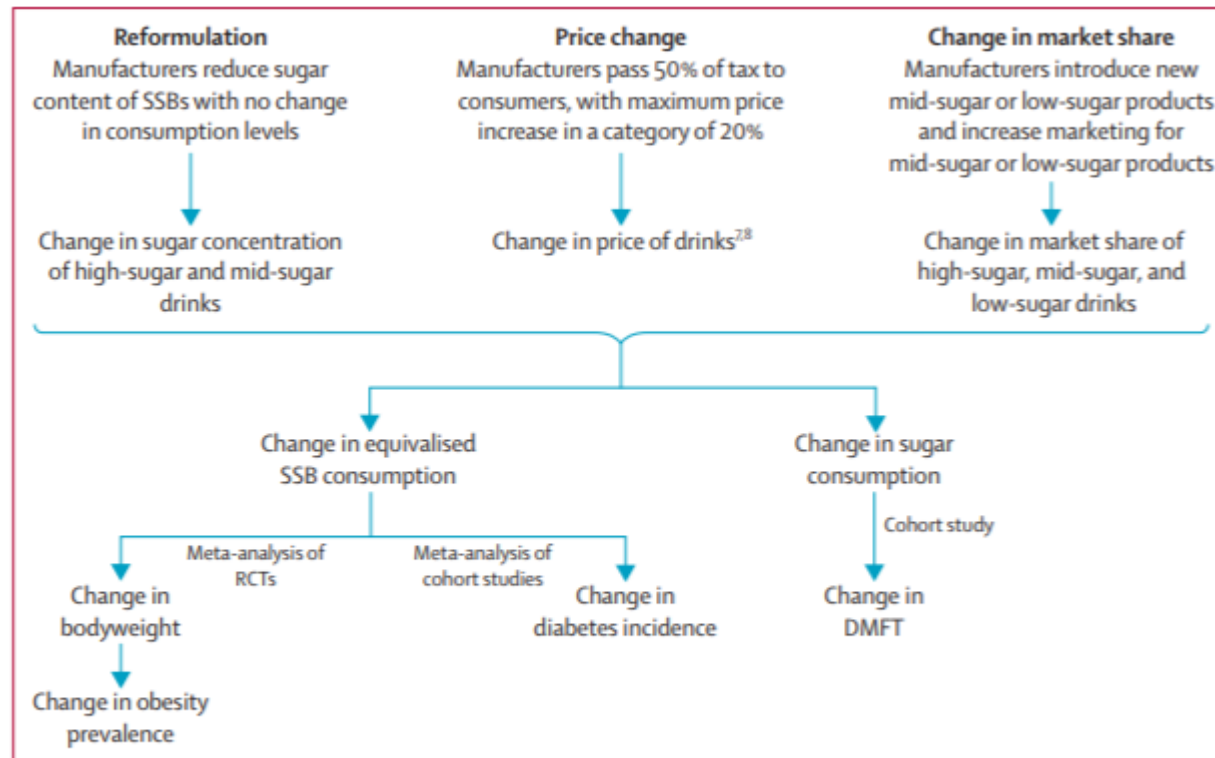 Reformulation
Manufacturers reduce sugar
content of SSBs with no change
in consumption levels
Price change
Manufacturers pass 50% of tax to
consumers, with maximum price
increase in a category of 20%
Change in market share
Manufacturers introduce new
mid-sugar or low-sugar products
and increase marketing for
mid-sugar or low-sugar products
Change in sugar concentration
of high-sugar and mid-sugar
drinks
Change in price of drinks7,8
Change in market share of
high-sugar, mid-sugar, and
low-sugar drinks
Change in equivalised
SSB consumption
Change in sugar
consumption
Meta-analysis of
RCTs
Meta-analysis of
cohort studies
Cohort study
Change in
bodyweight
Change in
diabetes incidence
Change in
DMFT
Change in obesity
prevalence